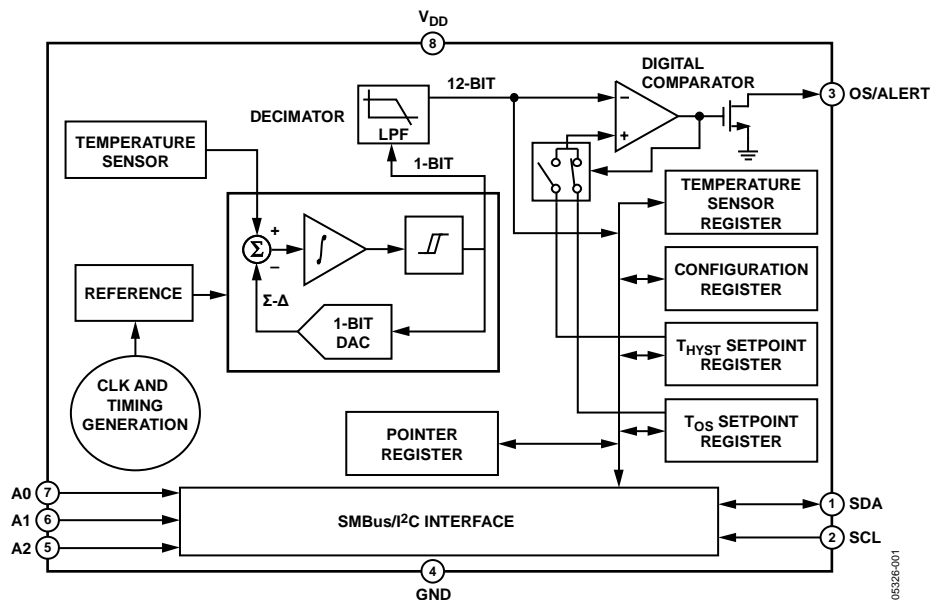 VDD
8
DIGITAL
COMPARATOR
12-BIT
–
+
3
OS/ALERT
DECIMATOR
LPF
1-BIT
TEMPERATURE
SENSOR
TEMPERATURE
SENSOR
REGISTER
+
Σ
–
∫
CONFIGURATION
REGISTER
REFERENCE
Σ-Δ
1-BIT
DAC
THYST SETPOINT
REGISTER
CLK AND
TIMING
GENERATION
TOS SETPOINT
REGISTER
POINTER
REGISTER
A0
7
A1
6
A2
5
SMBus/I2C INTERFACE
1
SDA
2
SCL
4
GND
05326-001